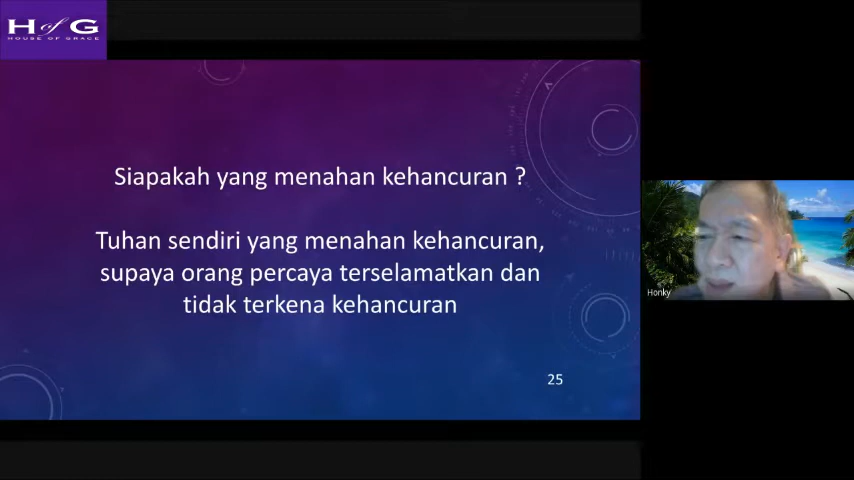 H of G
HOUSE OF GRACE
Siapakah yang menahan kehancuran ?
Tuhan sendiri yang menahan kehancuran,
supaya orang percaya terselamatkan dan
tidak terkena kehancuran
25
Honky